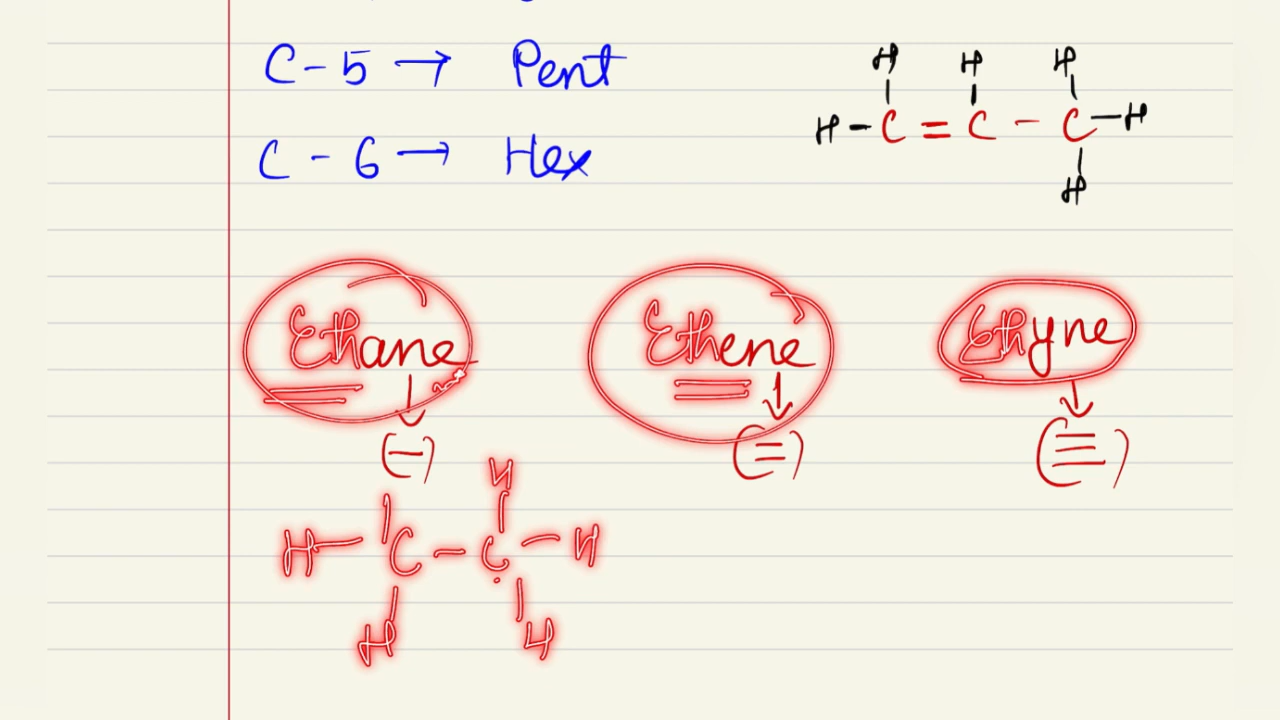 C - 5 → Pent
C - 6 → Hex
H H H
H - C = C - C - H
H
Ethane Ethene Ethyne
(-) (=) (≡)
H
H - C - C - H
H H